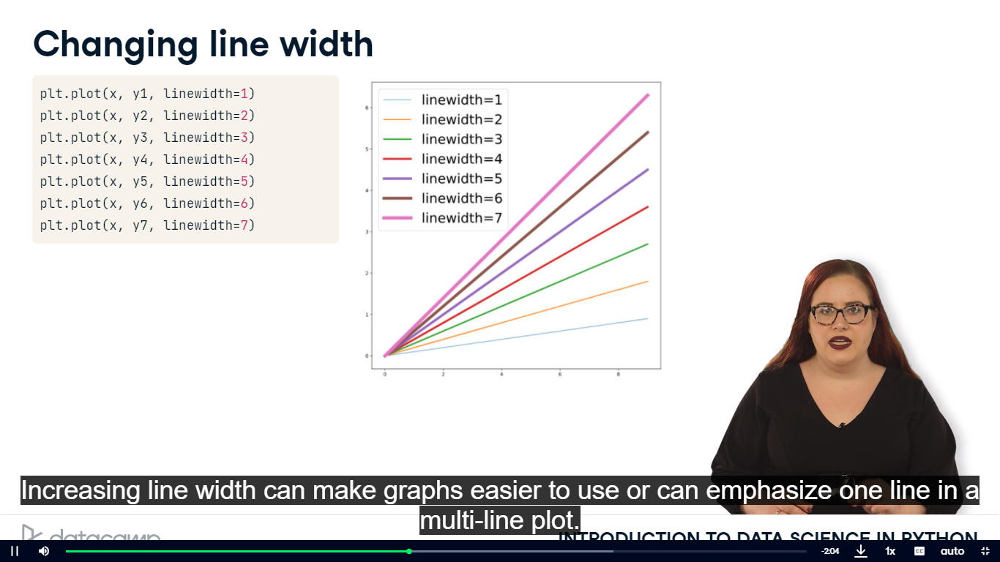 Changing line width
plt.plot(x, y1, linewidth=1)
plt.plot(x, y2, linewidth=2)
plt.plot(x, y3, linewidth=3)
plt.plot(x, y4, linewidth=4)
plt.plot(x, y5, linewidth=5)
plt.plot(x, y6, linewidth=6)
plt.plot(x, y7, linewidth=7)
linewidth=1
linewidth=2
linewidth=3
linewidth=4
linewidth=5
linewidth=6
linewidth=7
6
5
4
3
2
1
0
0 2 4 6 8
Increasing line width can make graphs easier to use or can emphasize one line in a
multi-line plot.
datacamp
INTRODUCTION TO DATA SCIENCE IN PYTHON
-2:04 1x CC auto